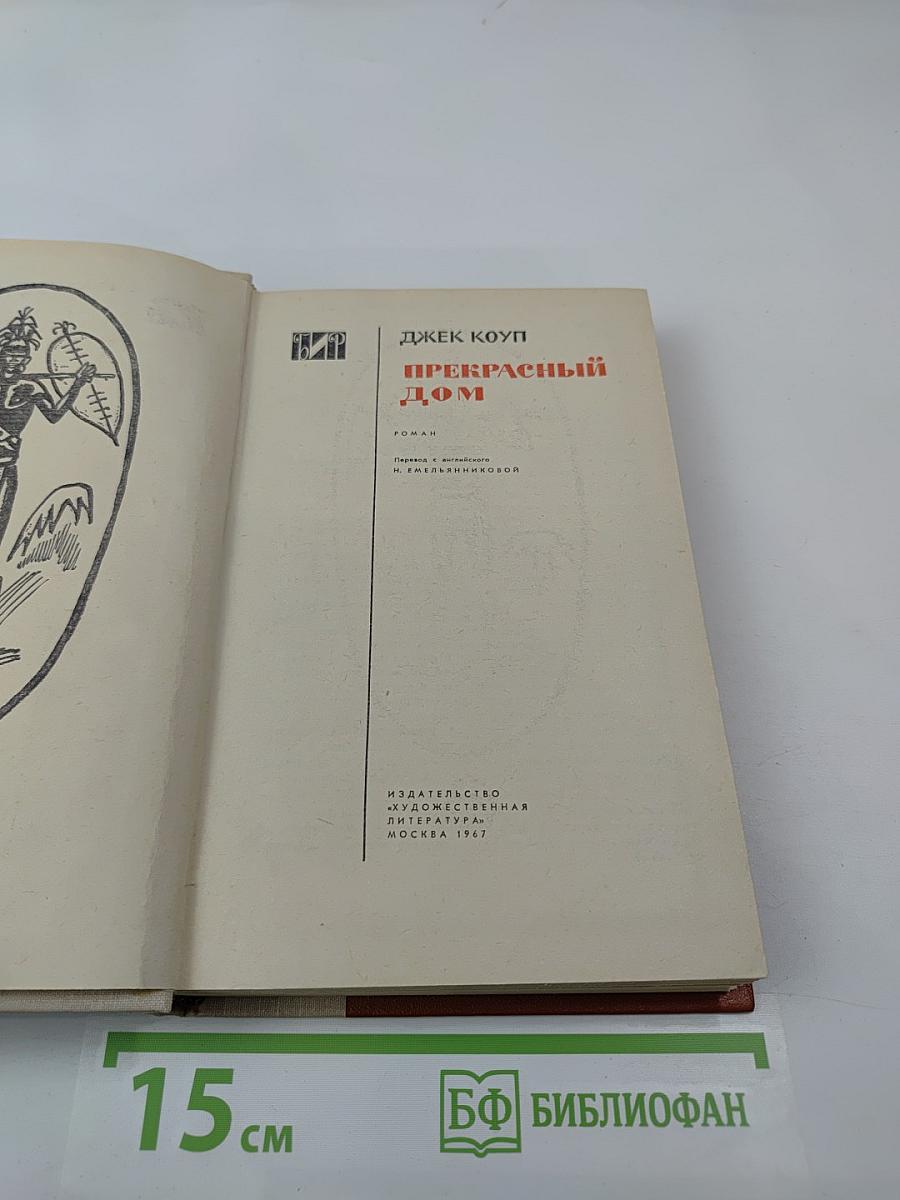 БИР
ДЖЕК КОУП
ПРЕКРАСНЫЙ
ДОМ
РОМАН
Перевод с английского
Н. ЕМЕЛЬЯННИКОВОЙ
ИЗДАТЕЛЬСТВО
«ХУДОЖЕСТВЕННАЯ
ЛИТЕРАТУРА»
МОСКВА 1967
15 см
БФ БИБЛИОФАН